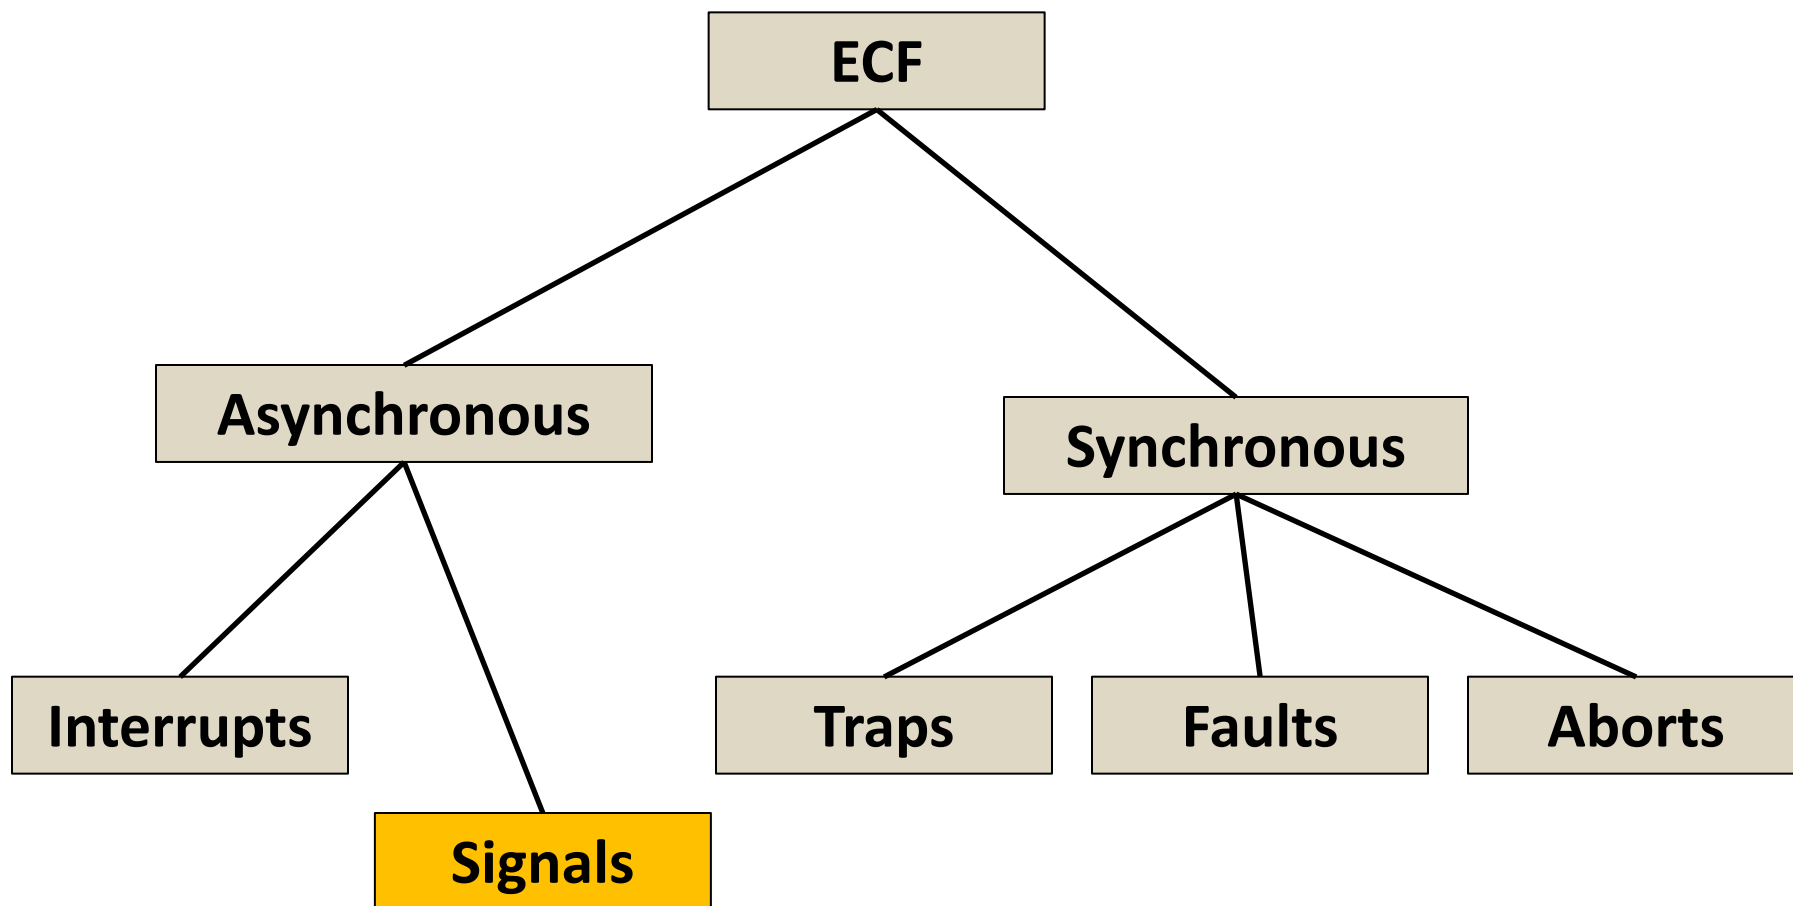 ECF
Asynchronous
Synchronous
Interrupts
Traps
Faults
Aborts
Signals